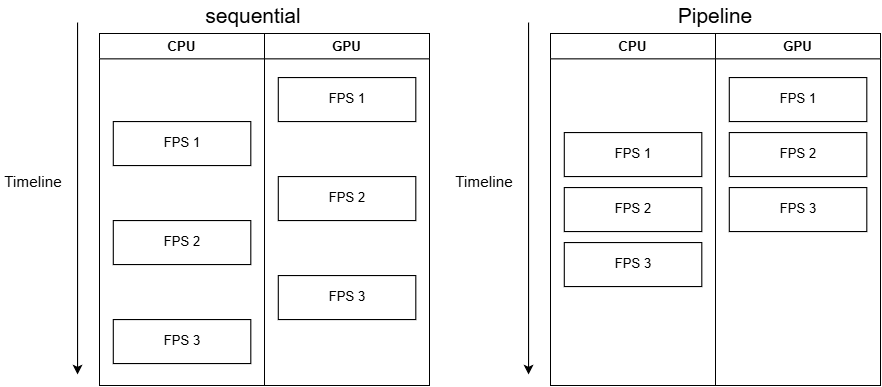 sequential
CPU GPU
FPS 1
FPS 1
Timeline
FPS 2
FPS 2
FPS 3
FPS 3
Pipeline
CPU GPU
FPS 1
FPS 1 FPS 2
Timeline
FPS 2 FPS 3
FPS 3